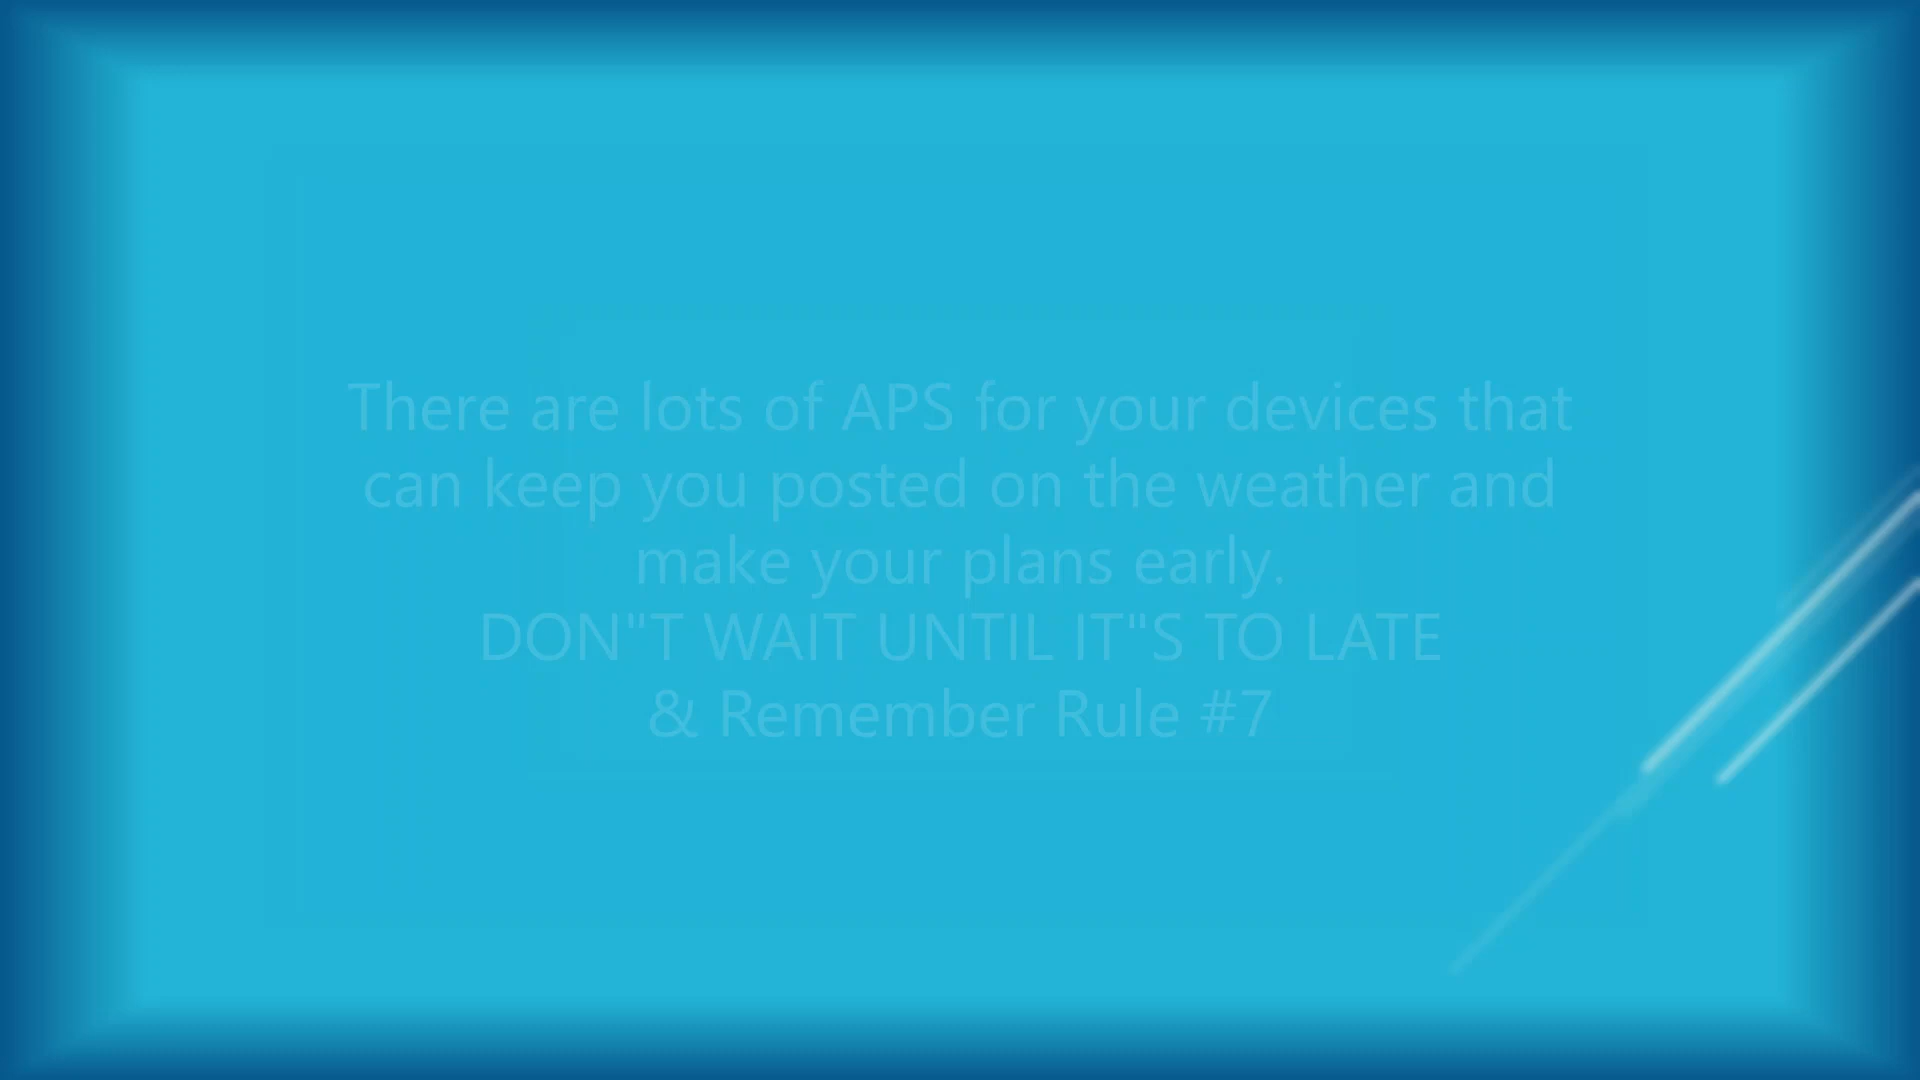 There are lots of APS for your devices that
can keep you posted on the weather and
make your plans early.
DON"T WAIT UNTIL IT"S TO LATE
& Remember Rule #7